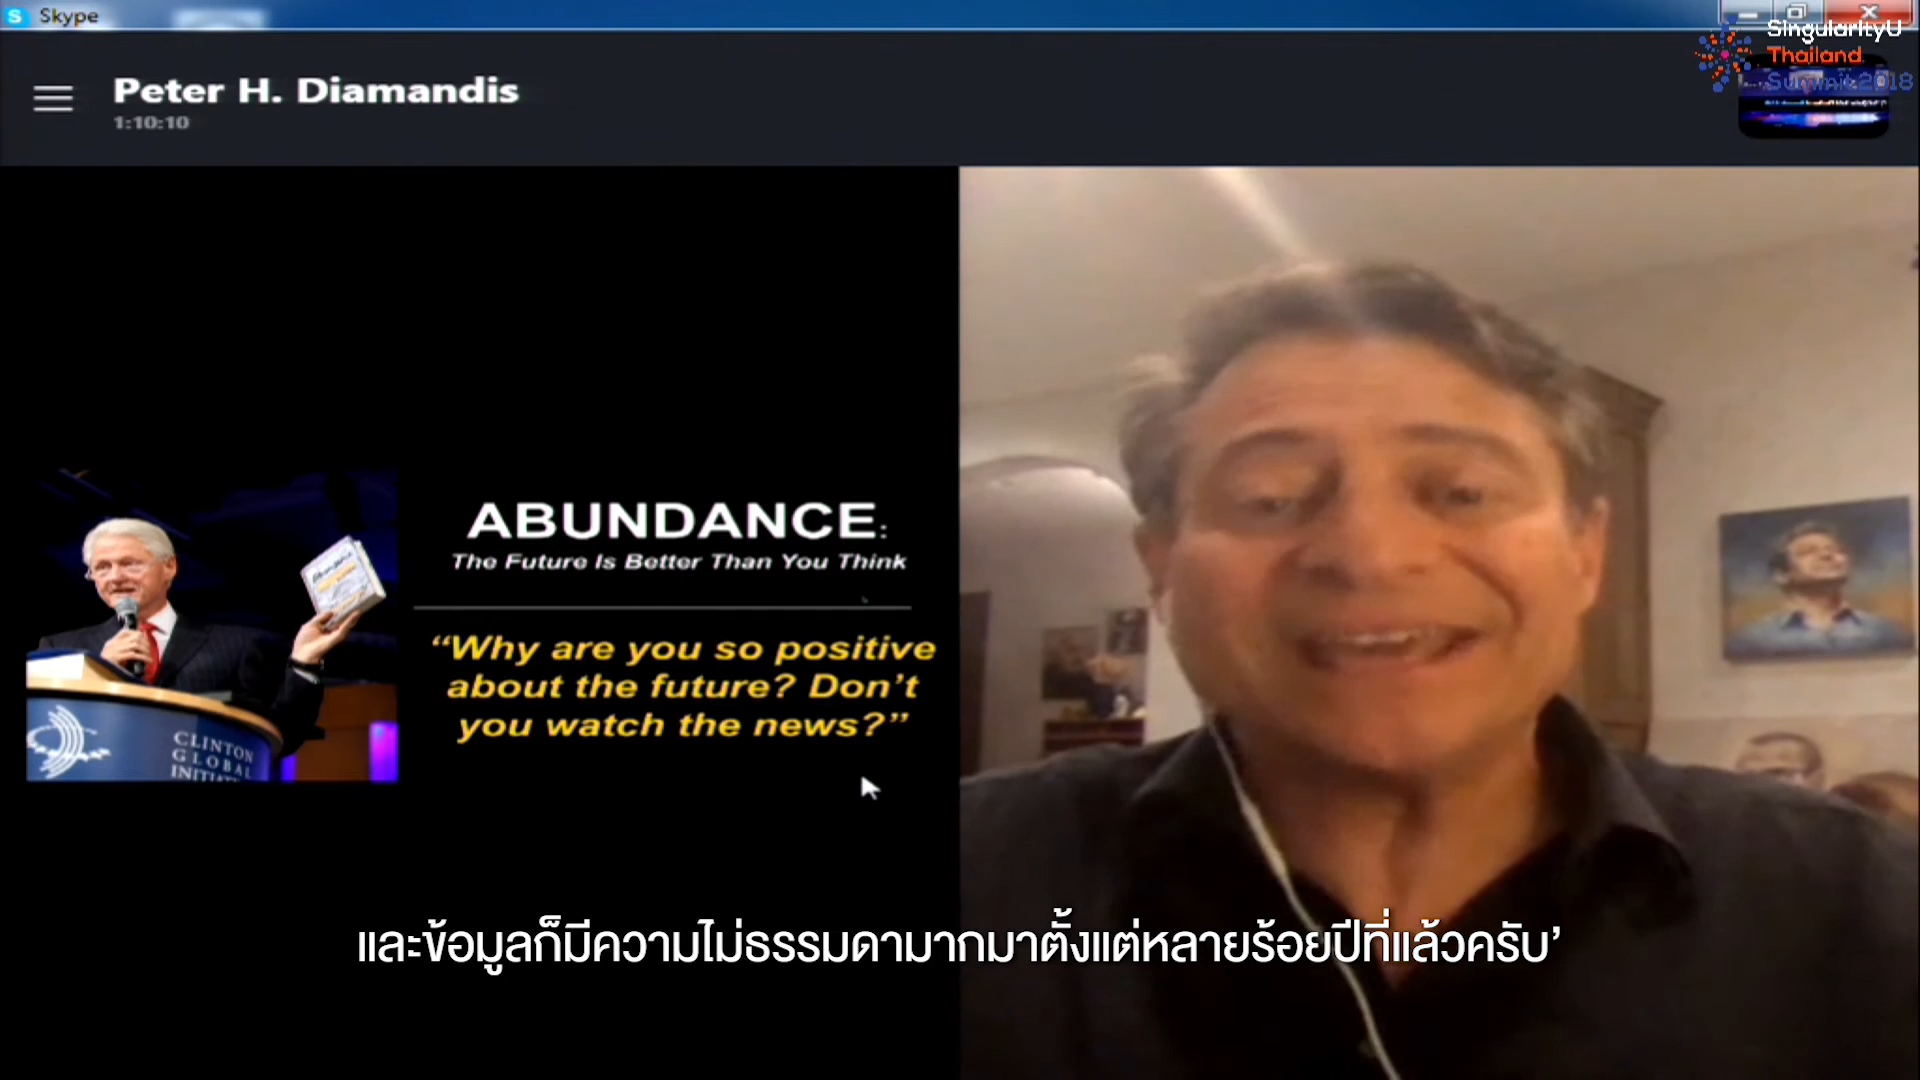 Skype
Peter H. Diamandis
1:10:10
SingularityU
Thailand
Summit2018
ABUNDANCE:
The Future Is Better Than You Think
“Why are you so positive
about the future? Don’t
you watch the news?”
CLINTON
GLOBAL
และข้อมูลก็มีความไม่ธรรมดามากมาตั้งแต่หลายร้อยปีที่แล้วครับ’